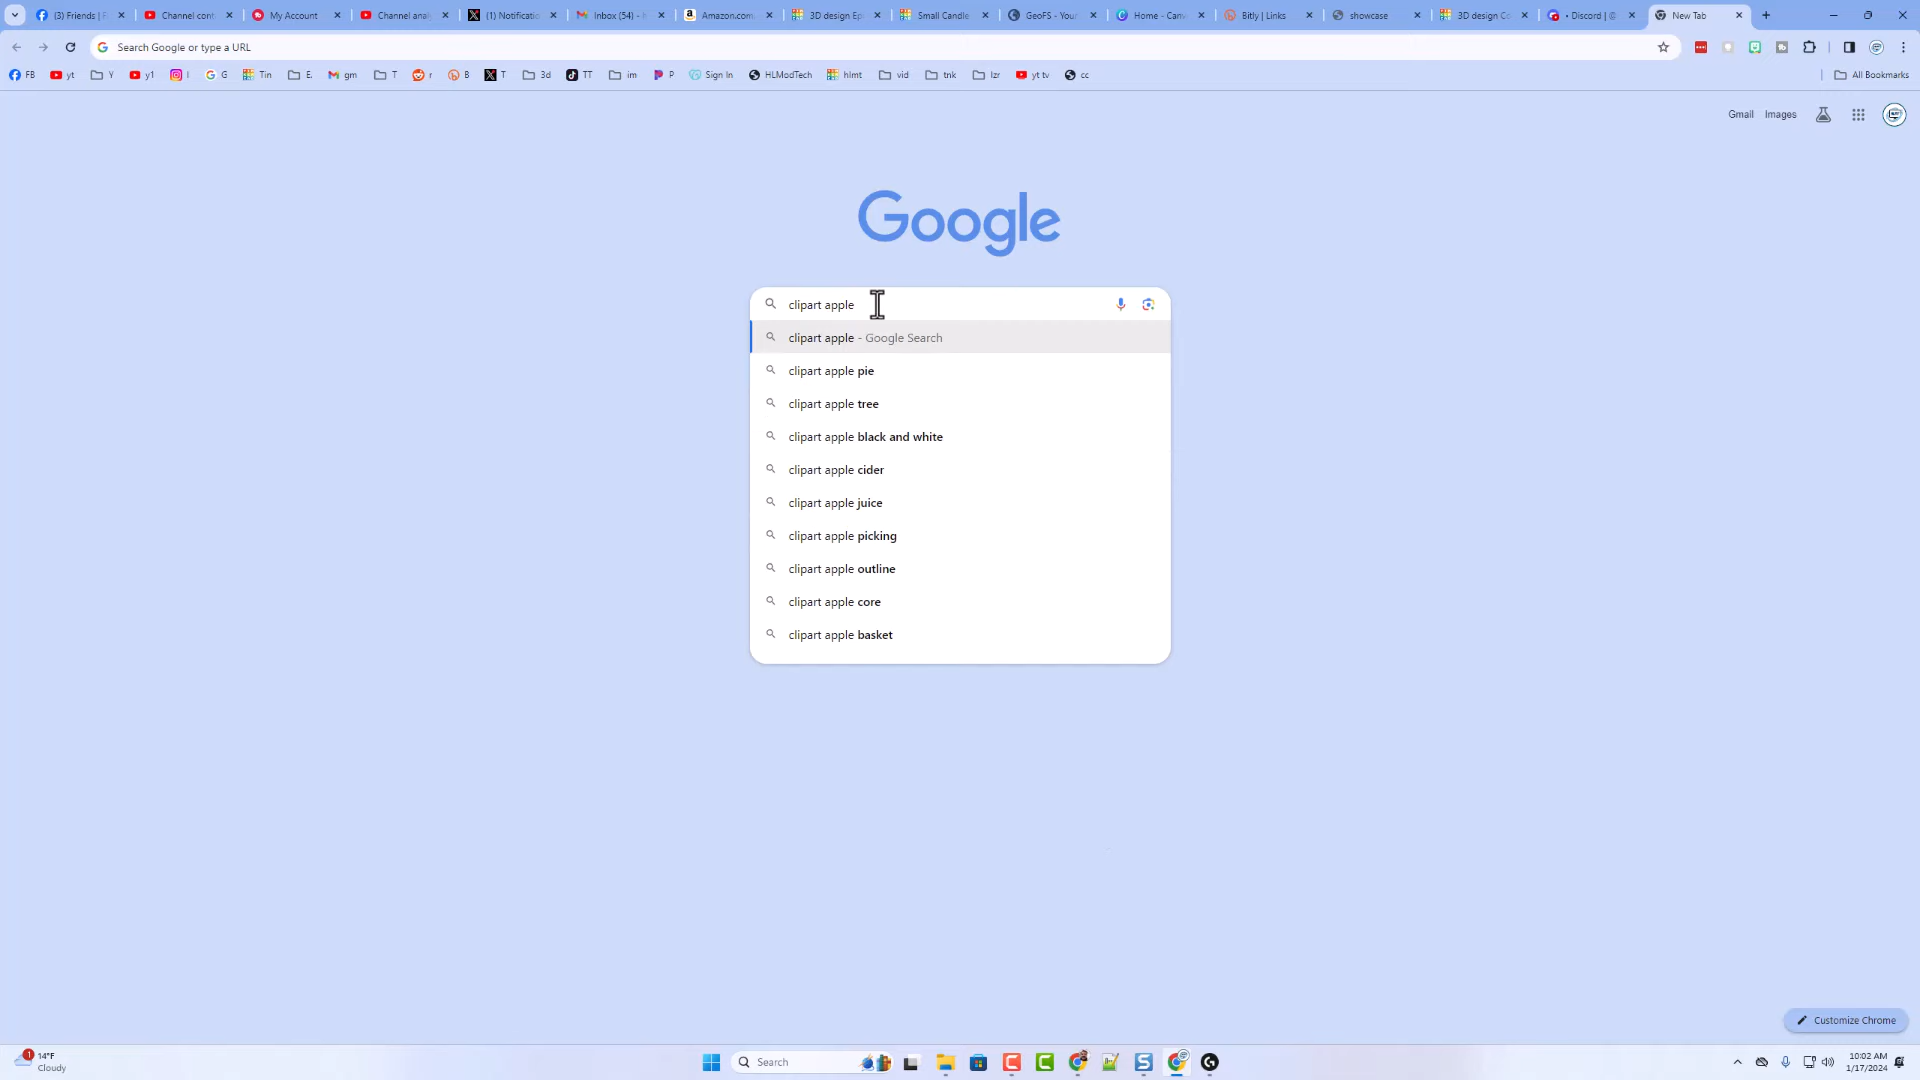 (3) Friends | F
Channel cont
My Account
Channel anal
(1) Notificatio
Inbox (54) -
Amazon.com
3D design Ep
Small Candle
GeoFS - Your
Home - Canv
Bitly | Links
showcase
3D design Co
• Discord | @
New Tab
Search Google or type a URL
FB yt Y y1 I G Tin E. gm T r B T 3d TT im P Sign In HLModTech hlmt vid tnk lzr yt tv cc All Bookmarks
Gmail Images
Google
clipart apple
clipart apple - Google Search
clipart apple pie
clipart apple tree
clipart apple black and white
clipart apple cider
clipart apple juice
clipart apple picking
clipart apple outline
clipart apple core
clipart apple basket
Customize Chrome
1
14°F
Cloudy
Search
10:02 AM
1/17/2024